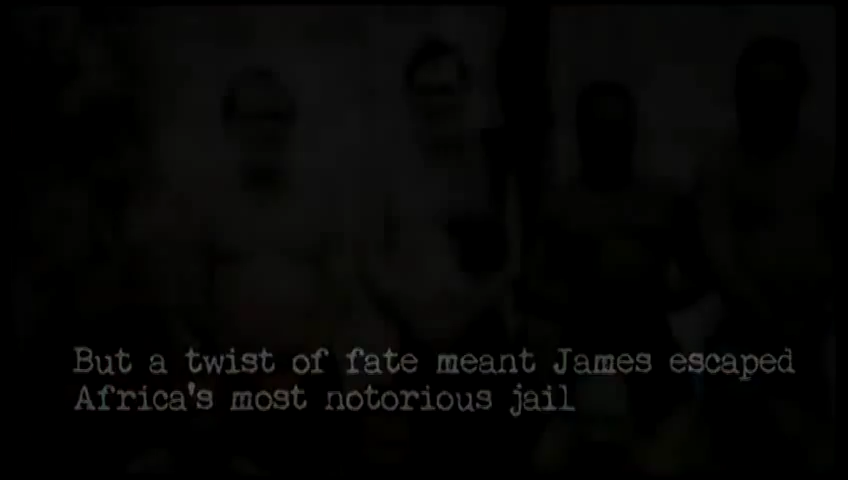 But a twist of fate meant James escaped
Africa's most notorious jail